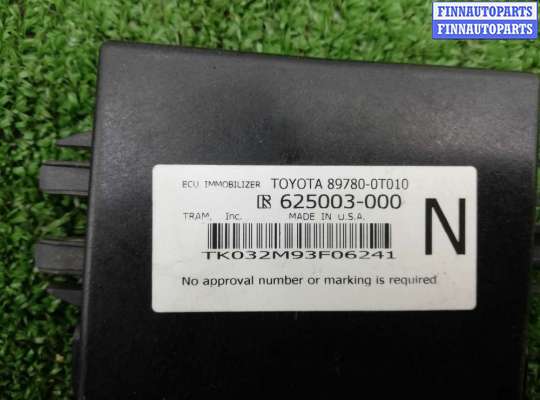 FINNAUTOPARTS
FINNAUTOPARTS
ECU IMMOBILIZER TOYOTA 89780-0T010
R 625003-000
TRAM, Inc. MADE IN U.S.A.
N
TK032M93F06241
No approval number or marking is required